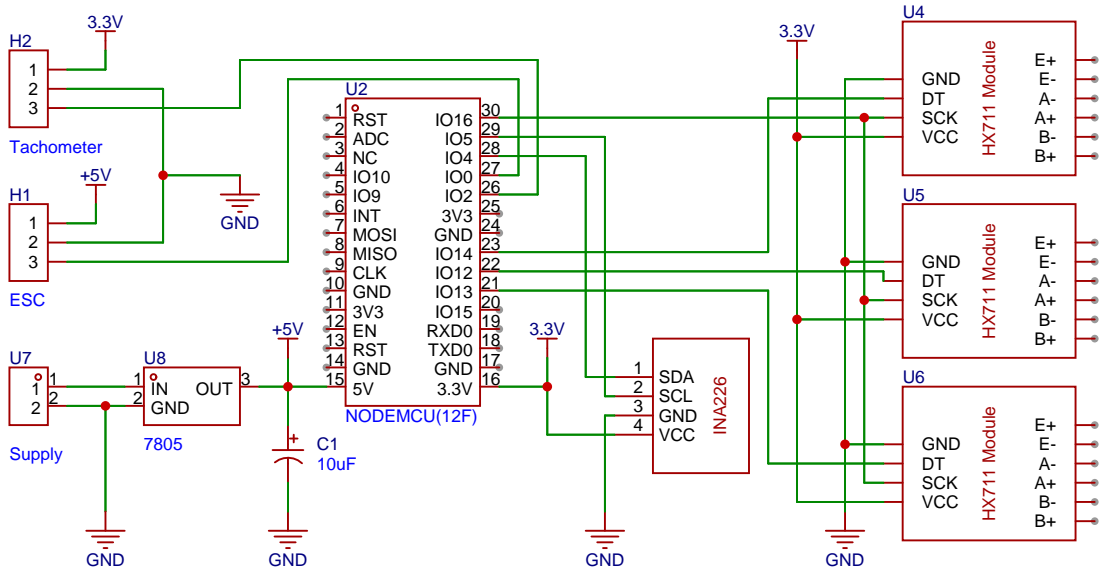 H2
3.3V
1
2
3
Tachometer
H1
+5V
1
2
3
ESC
GND
U7
1
2
1
2
Supply
U8
1
2
IN
GND
OUT
3
7805
+5V
C1
+
10uF
GND
GND
U2
1 RST
2 ADC
3 NC
4 IO10
5 IO9
6 INT
7 MOSI
8 MISO
9 CLK
10 GND
11 3V3
12 EN
13 RST
14 GND
15 5V
IO16 30
IO5 29
IO4 28
IO0 27
IO2 26
3V3 25
GND 24
IO14 23
IO12 22
IO13 21
IO15 20
RXD0 19
TXD0 18
GND 17
3.3V 16
NODEMCU(12F)
3.3V
1 SDA
2 SCL
3 GND
4 VCC
INA226
GND
3.3V
GND
U4
GND
DT
SCK
VCC
HX711 Module
E+
E-
A-
A+
B-
B+
U5
GND
DT
SCK
VCC
HX711 Module
E+
E-
A-
A+
B-
B+
U6
GND
DT
SCK
VCC
HX711 Module
E+
E-
A-
A+
B-
B+